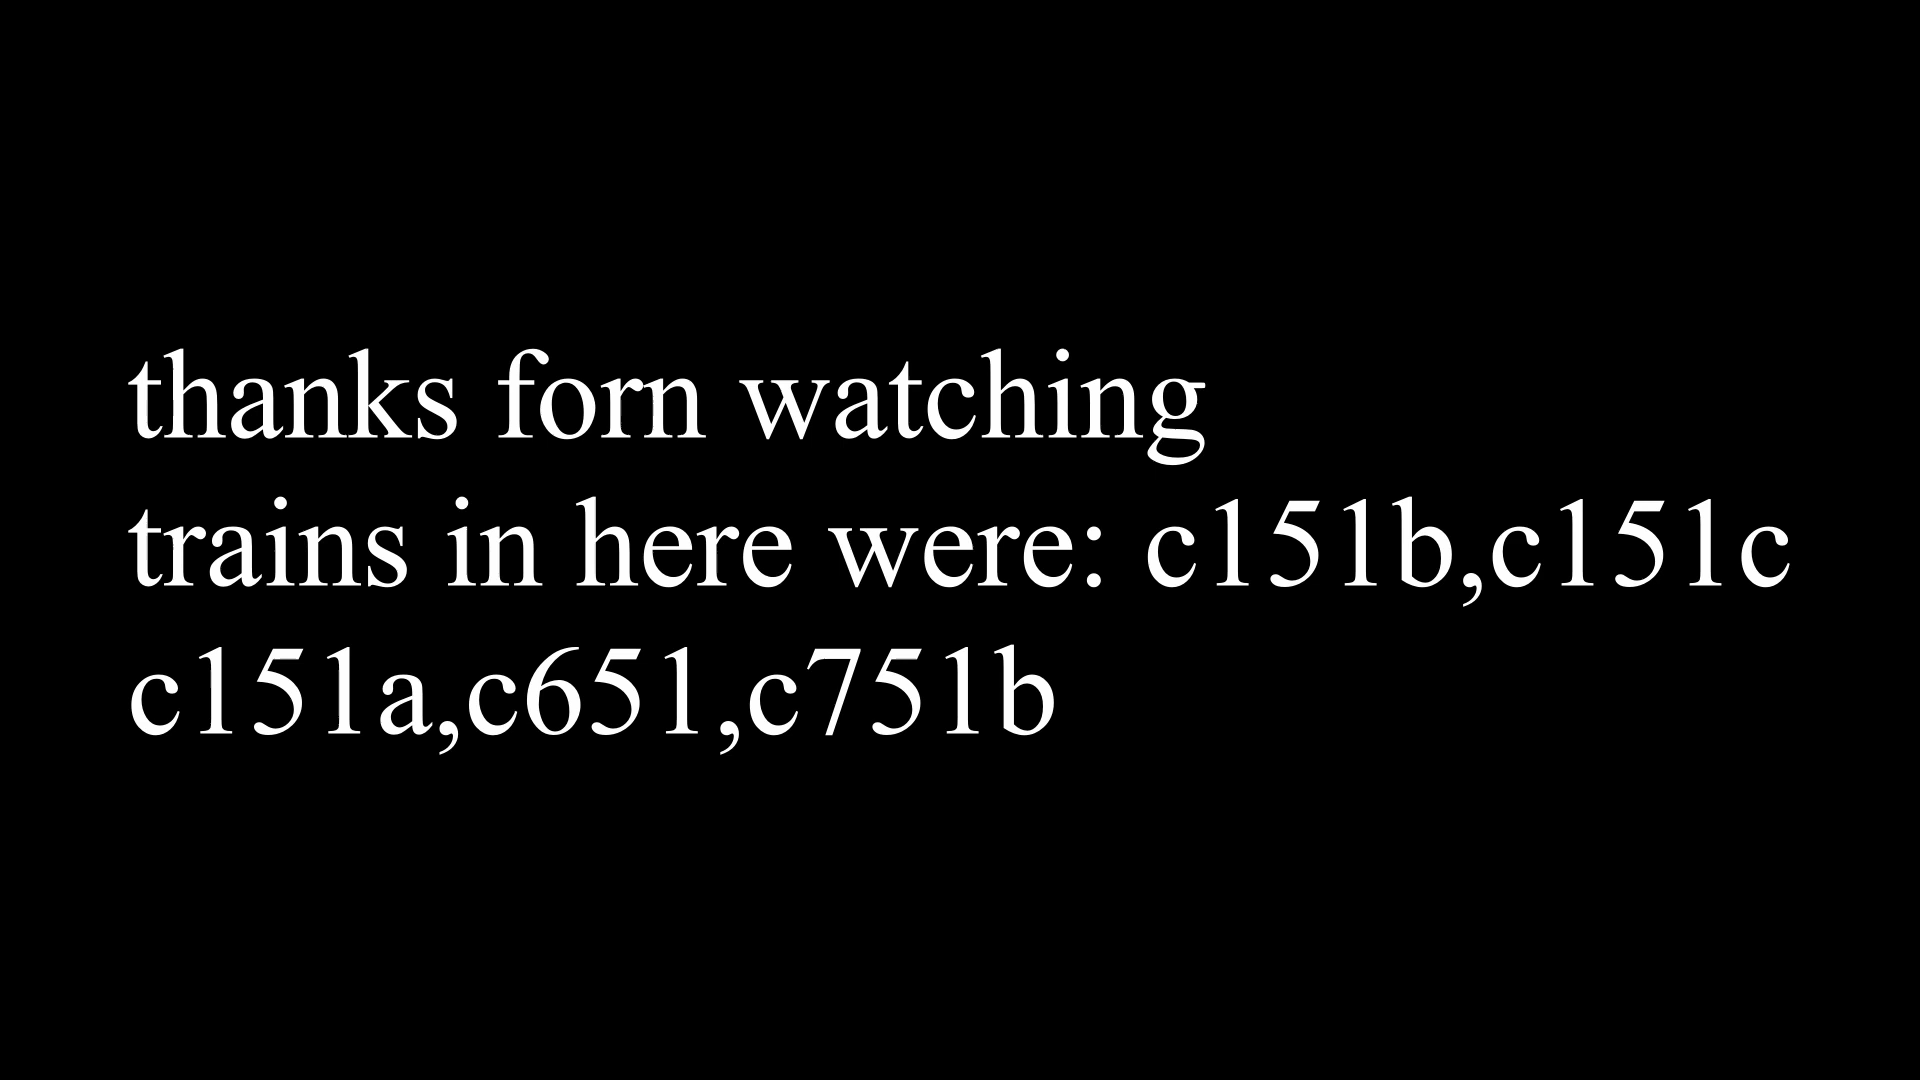 thanks forn watching
trains in here were: c151b,c151c
c151a,c651,c751b